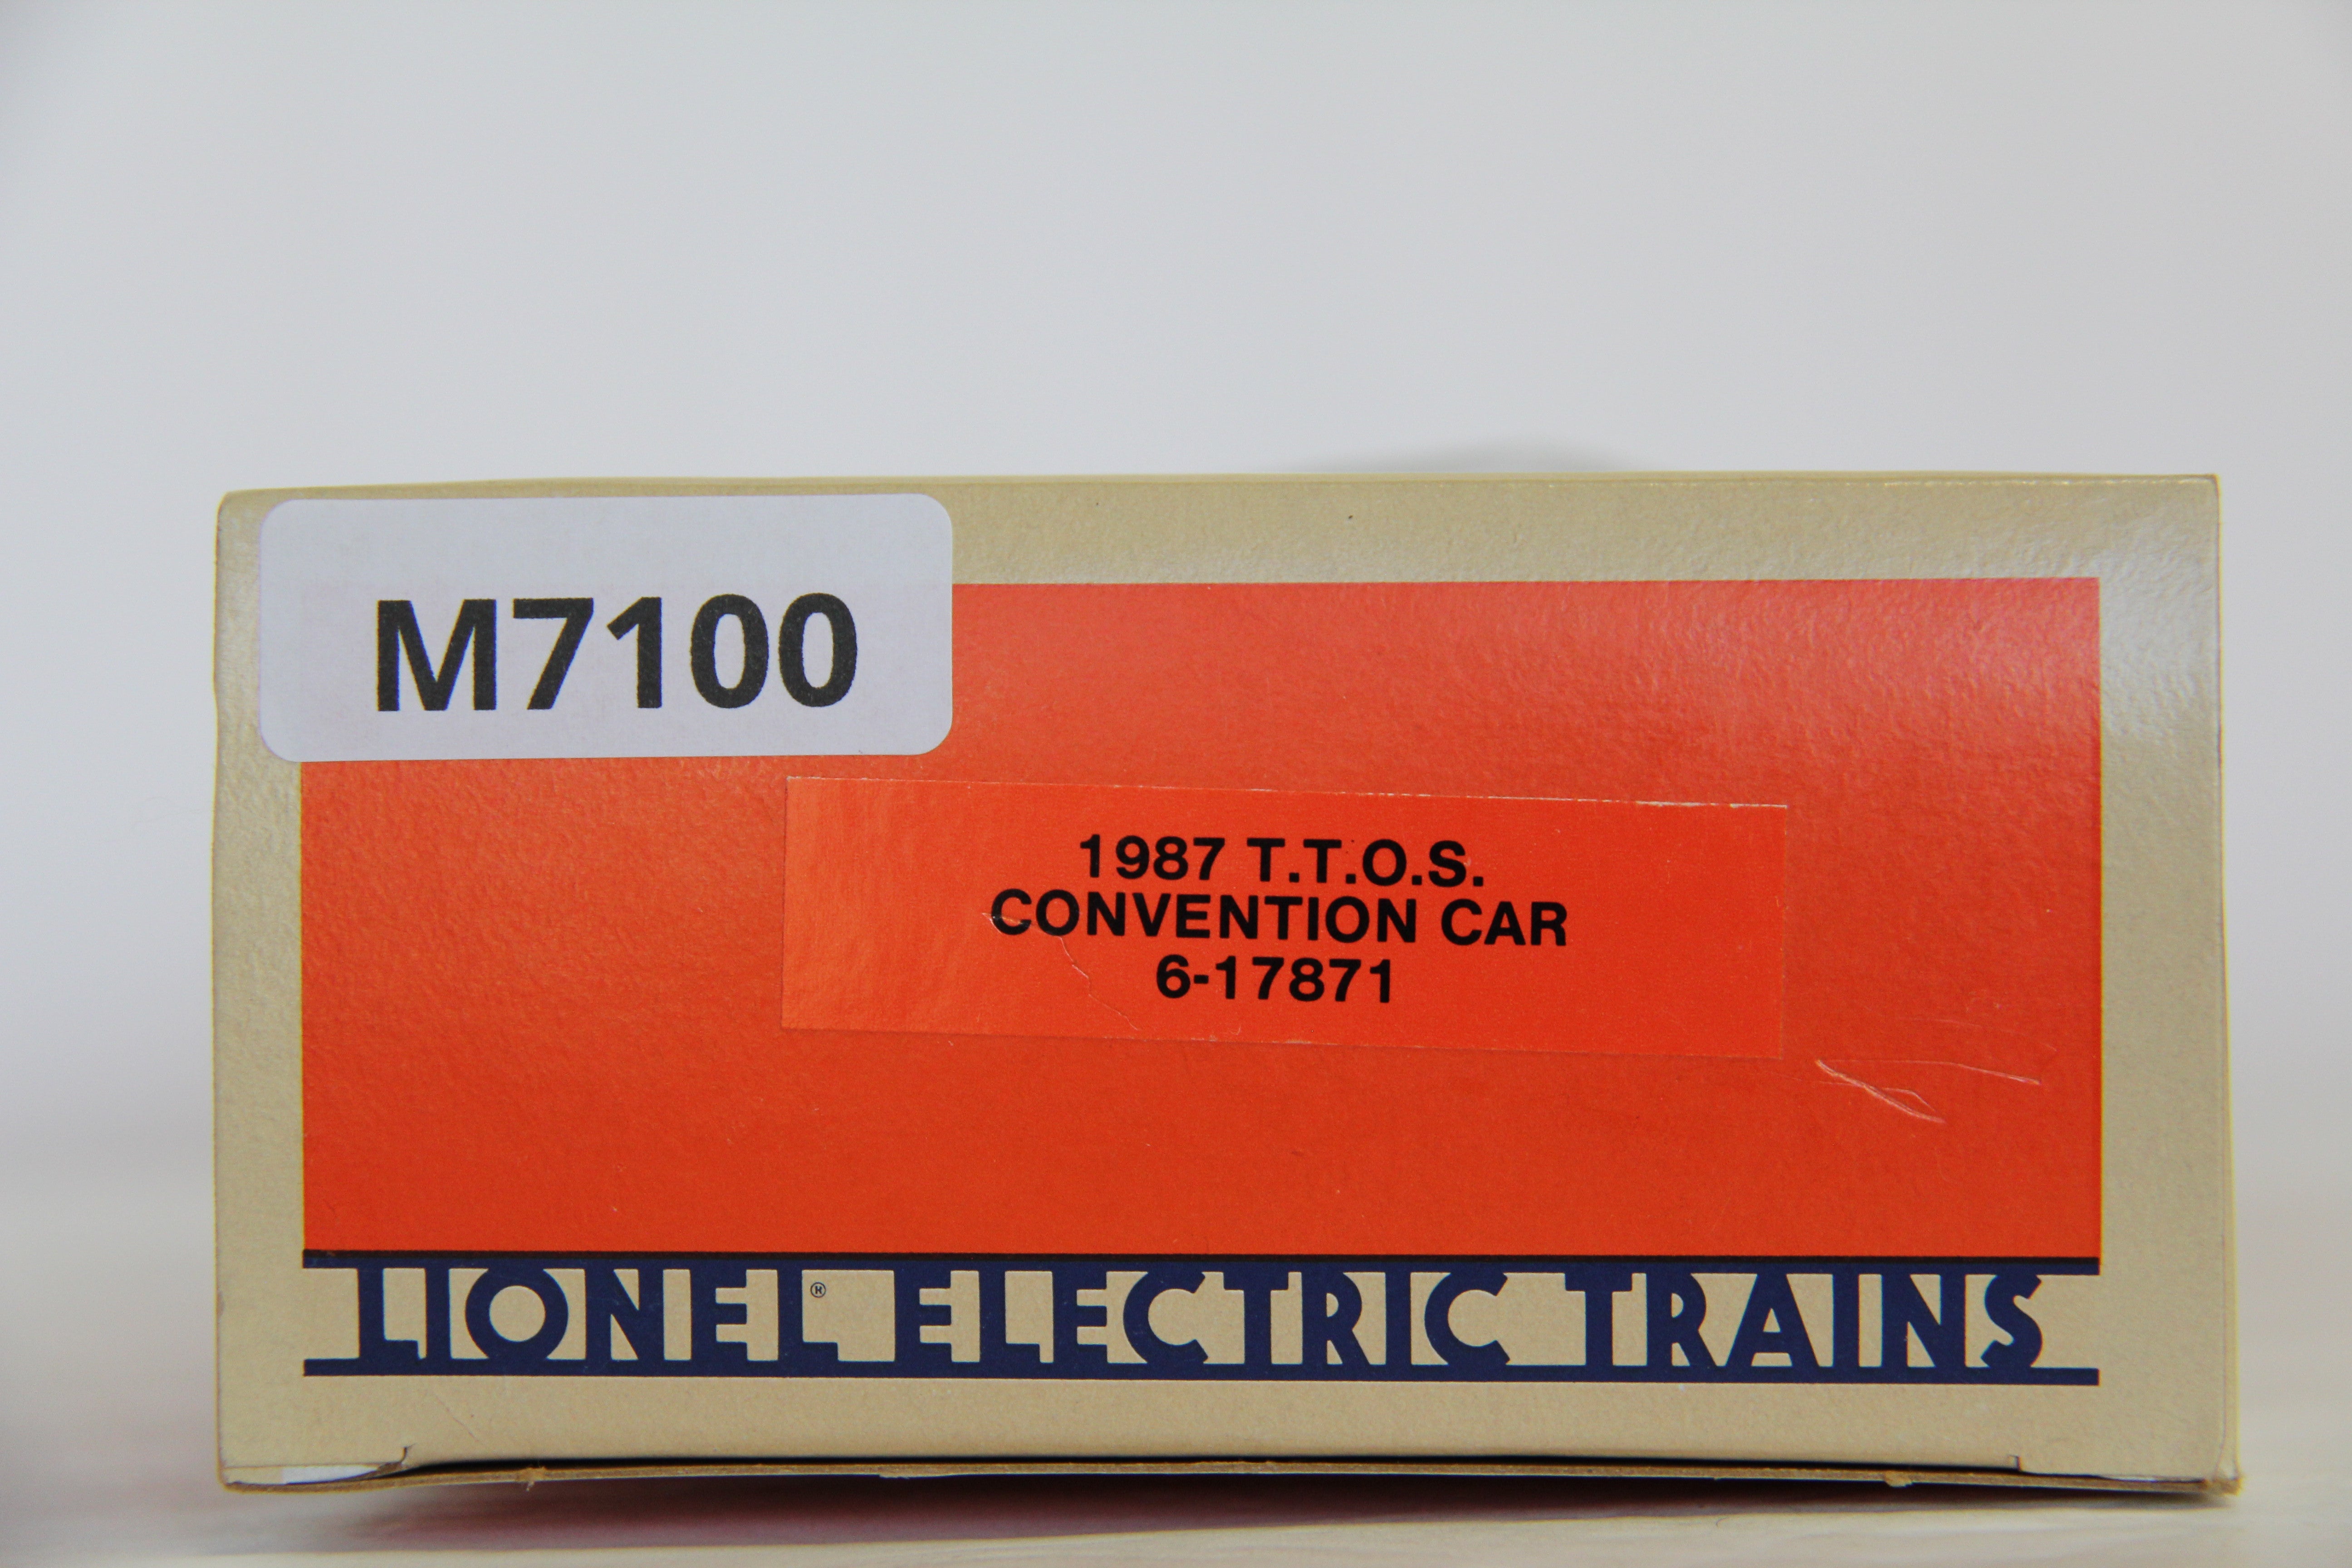 M7100
1987 T.T.O.S.
CONVENTION CAR
6-17871
LIONEL® ELECTRIC TRAINS